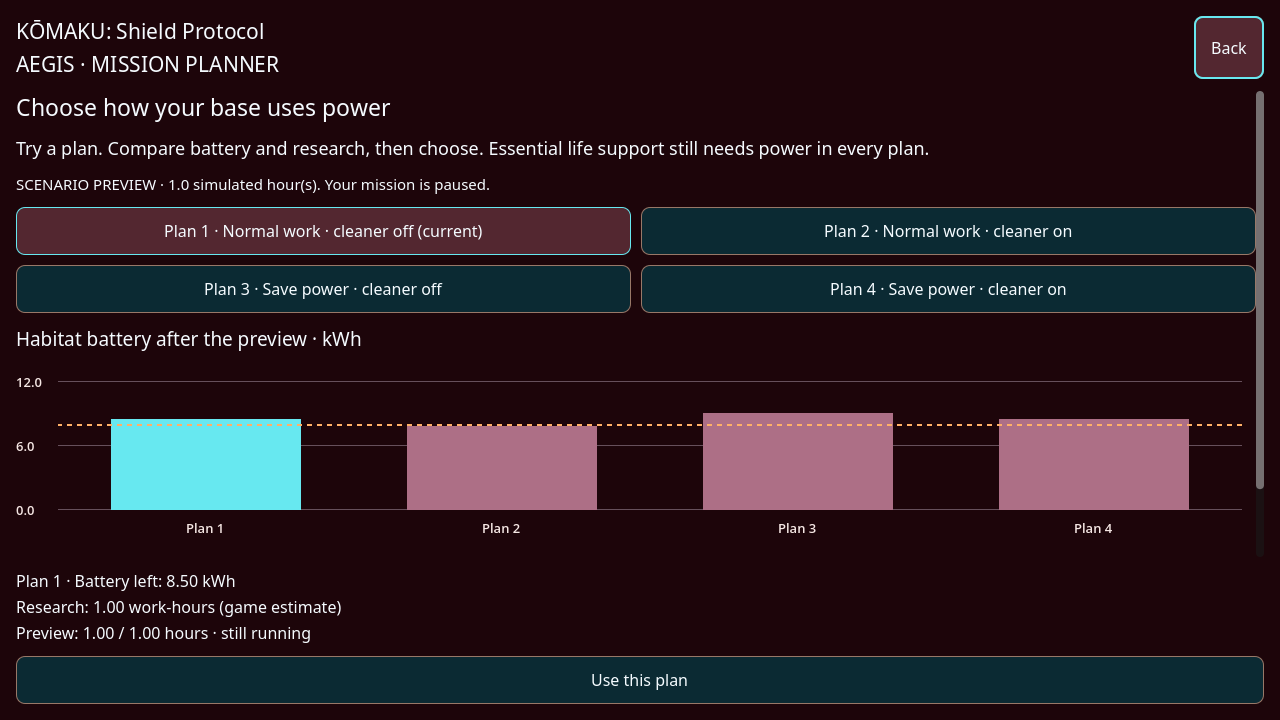 KŌMAKU: Shield Protocol
AEGIS · MISSION PLANNER
Back
Choose how your base uses power
Try a plan. Compare battery and research, then choose. Essential life support still needs power in every plan.
SCENARIO PREVIEW · 1.0 simulated hour(s). Your mission is paused.
Plan 1 · Normal work · cleaner off (current)
Plan 2 · Normal work · cleaner on
Plan 3 · Save power · cleaner off
Plan 4 · Save power · cleaner on
Habitat battery after the preview · kWh
12.0
6.0
0.0
Plan 1
Plan 2
Plan 3
Plan 4
Plan 1 · Battery left: 8.50 kWh
Research: 1.00 work-hours (game estimate)
Preview: 1.00 / 1.00 hours · still running
Use this plan